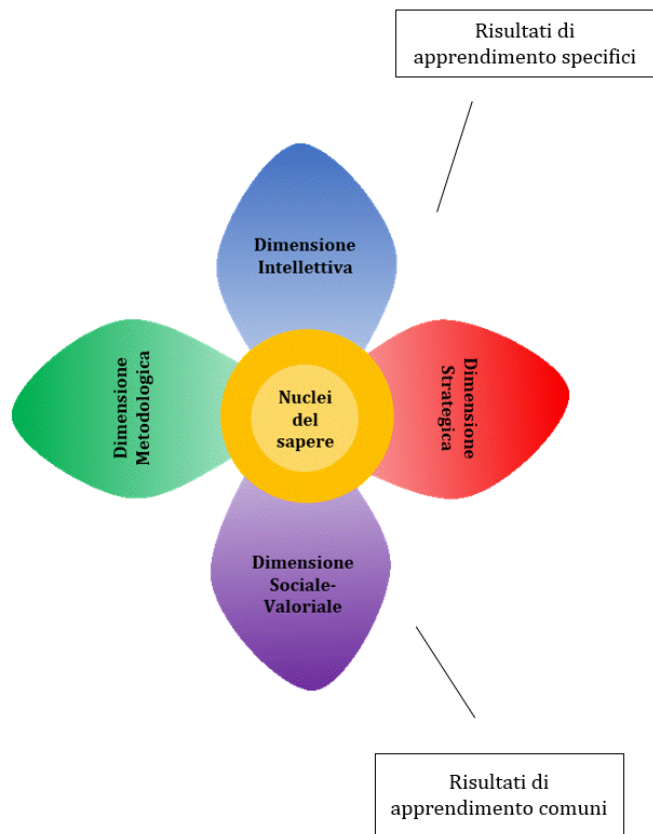 Risultati di
apprendimento specifici
Dimensione
Intellettiva
Dimensione
Metodologica
Nuclei
del
sapere
Dimensione
Strategica
Dimensione
Sociale-
Valoriale
Risultati di
apprendimento comuni